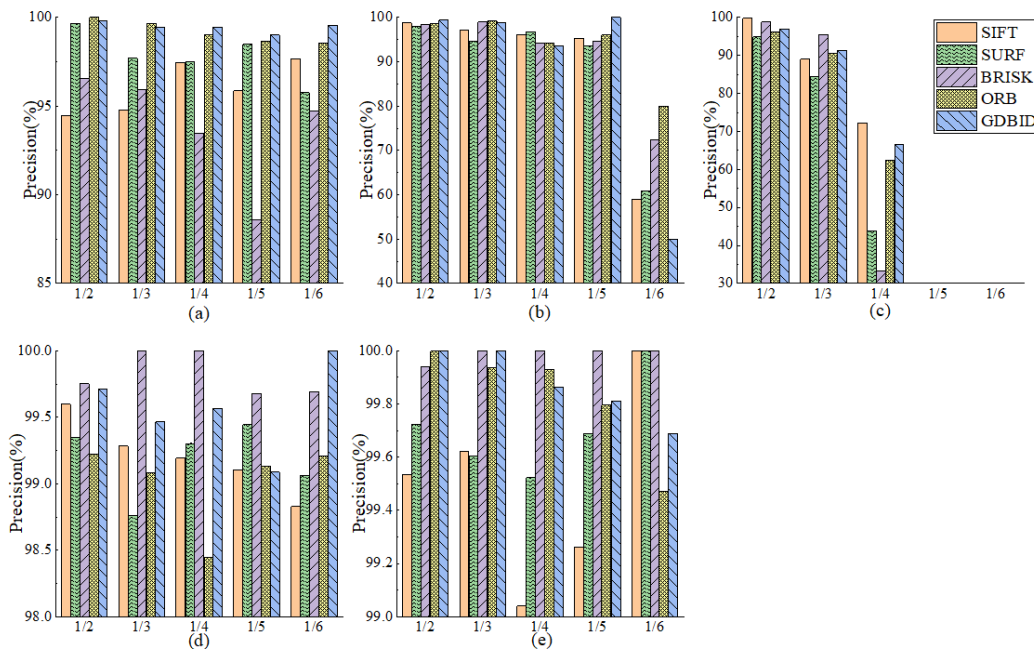 Precision(%)
100
95
90
85
1/2 1/3 1/4 1/5 1/6
(a)
Precision(%)
100
90
80
70
60
50
40
1/2 1/3 1/4 1/5 1/6
(b)
Precision(%)
100
90
80
70
60
50
40
30
1/2 1/3 1/4 1/5 1/6
(c)
SIFT
SURF
BRISK
ORB
GDBID
Precision(%)
100.0
99.5
99.0
98.5
98.0
1/2 1/3 1/4 1/5 1/6
(d)
Precision(%)
100.0
99.8
99.6
99.4
99.2
99.0
1/2 1/3 1/4 1/5 1/6
(e)